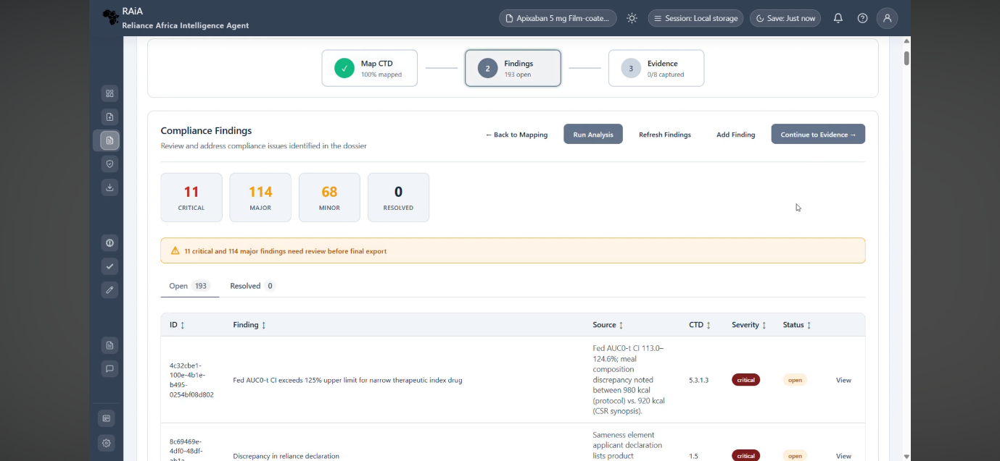 RAiA
Reliance Africa Intelligence Agent
Apixaban 5 mg Film-coate...
Session: Local storage
Save: Just now
Map CTD
100% mapped
2
Findings
193 open
3
Evidence
0/8 captured
Compliance Findings
Review and address compliance issues identified in the dossier
← Back to Mapping
Run Analysis
Refresh Findings
Add Finding
Continue to Evidence →
11
CRITICAL
114
MAJOR
68
MINOR
0
RESOLVED
11 critical and 114 major findings need review before final export
Open 193
Resolved 0
ID ↕ Finding ↕ Source ↕ CTD ↕ Severity ↕ Status ↕
4c32cbe1-
100e-4b1e-
b495-
0254bf08d802
Fed AUC0-t CI exceeds 125% upper limit for narrow therapeutic index drug
Fed AUC0-t CI 113.0–
124.6%; meal
composition
discrepancy noted
between 980 kcal
(protocol) vs. 920 kcal
(CSR synopsis).
5.3.1.3
critical
open
View
8c69469e-
4df0-48df-
ab1a-
Discrepancy in reliance declaration
Sameness element
applicant declaration
lists product
1.5
critical
open
View